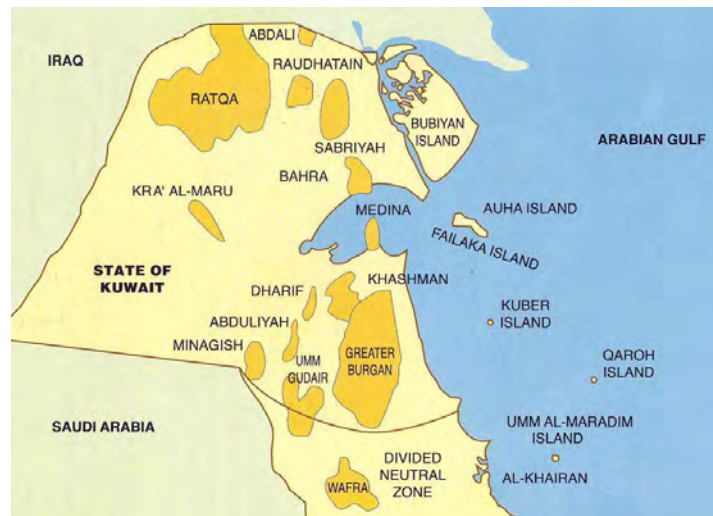 ABDALI
IRAQ
RAUDHATAIN
RATQA
BUBIYAN
ISLAND
ARABIAN GULF
SABRIYAH
BAHRA
KRA' AL-MARU
MEDINA
AUHA ISLAND
FAILAKA ISLAND
STATE OF
KUWAIT
KHASHMAN
DHARIF
KUBER
ISLAND
ABDULIYAH
MINAGISH
UMM
GUDAIR
GREATER
BURGAN
QAROH
ISLAND
SAUDI ARABIA
UMM AL-MARADIM
ISLAND
DIVIDED
NEUTRAL
ZONE
AL-KHAIRAN
WAFRA